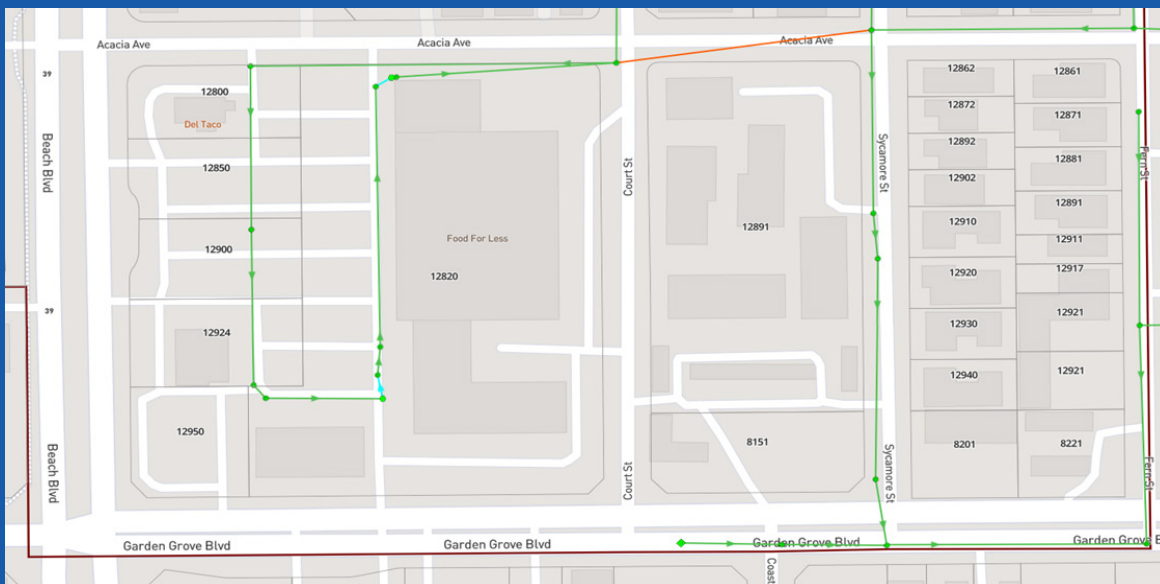 Acacia Ave
Acacia Ave
Acacia Ave
39
12800
Del Taco
12850
Beach Blvd
12900
Food For Less
12820
39
12924
12950
Beach Blvd
Court St
Court St
12891
8151
Sycamore St
Sycamore St
12862
12861
12872
12871
12892
12881
12902
12891
12910
12911
12920
12917
12921
12930
12940
12921
8201
8221
Fern St
Fern St
Garden Grove Blvd
Garden Grove Blvd
Garden Grove Blvd
Garden Grove B
Coast